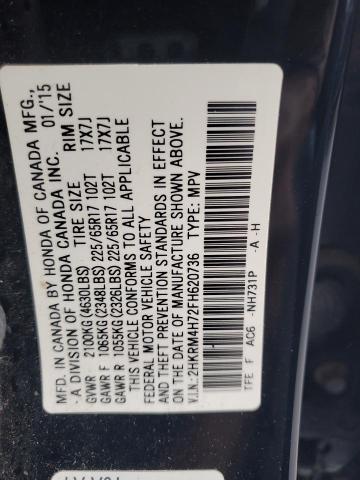 MFD. IN CANADA BY HONDA OF CANADA MFG.,
-A DIVISION OF HONDA CANADA INC. 01/'15
TIRE SIZE RIM SIZE
GVWR 2100KG(4630LBS)
GAWR F 1065KG(2348LBS) 225/65R17 102T 17X7J
GAWR R 1055KG(2326LBS) 225/65R17 102T 17X7J
THIS VEHICLE CONFORMS TO ALL APPLICABLE
FEDERAL MOTOR VEHICLE SAFETY
AND THEFT PREVENTION STANDARDS IN EFFECT
ON THE DATE OF MANUFACTURE SHOWN ABOVE.
V.I.N.: 2HKRM4H72FH620736 TYPE: MPV
TFE F AC6 -NH731P -A -H